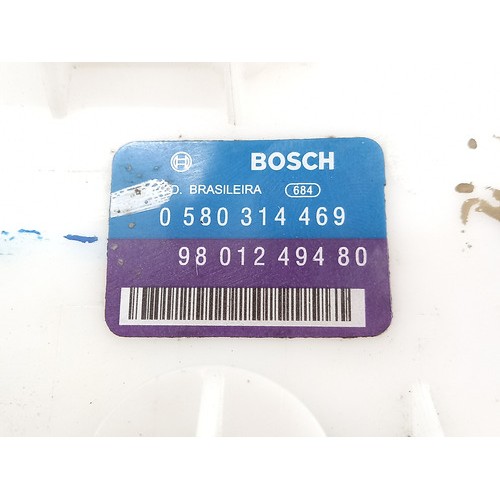 BOSCH
D. BRASILEIRA 684
0 580 314 469
98 012 494 80